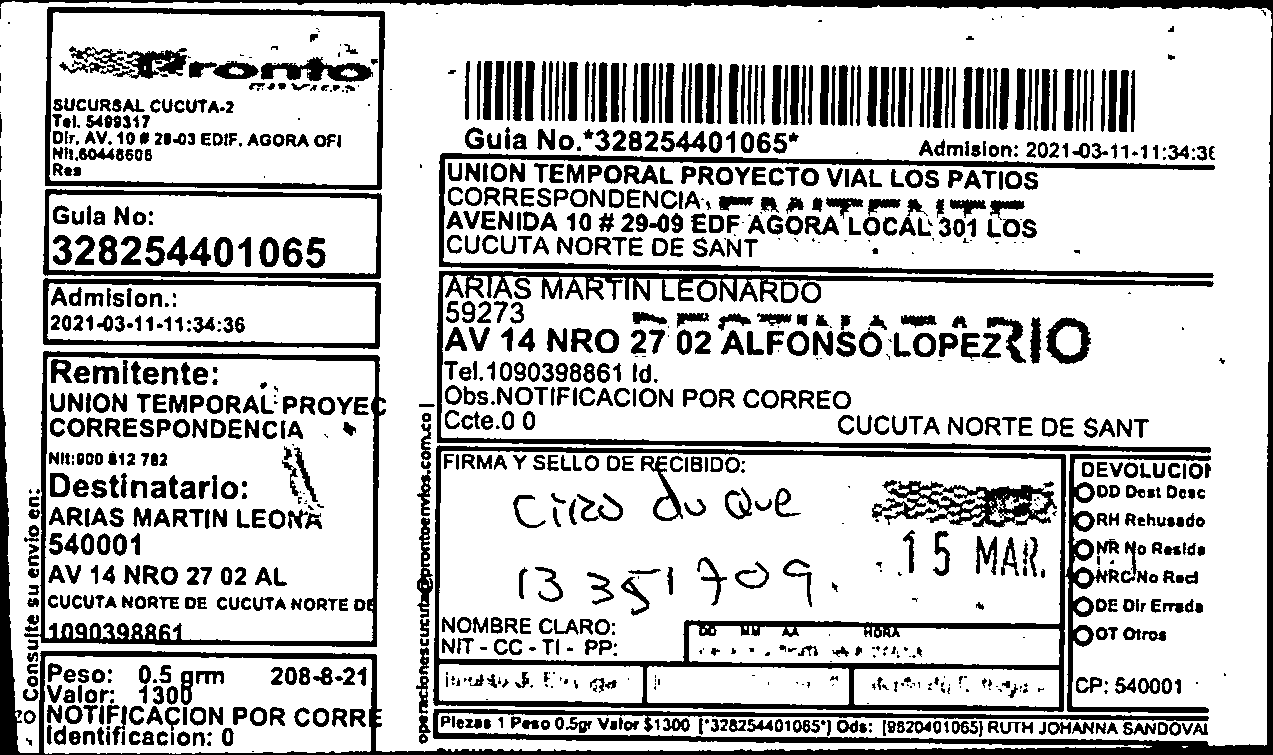 Pronto
SUCURSAL CUCUTA-2
Tel. 5499317
Dir. AV. 10 # 29-03 EDIF. AGORA OFI
Nit.60448606
Res
Guia No:
328254401065
Admision.:
2021-03-11-11:34:36
Remitente:
UNION TEMPORAL PROYEC
CORRESPONDENCIA
Nit:900 812 782
Destinatario:
ARIAS MARTIN LEONA
540001
AV 14 NRO 27 02 AL
CUCUTA NORTE DE CUCUTA NORTE DE
1090398861
Peso: 0.5 grm 208-8-21
Valor: 1300
NOTIFICACION POR CORRE
Identificacion: 0
Consulte su envio en:
operacionescucuta@prontoenvios.com.co
Guia No.*328254401065*
Admision: 2021-03-11-11:34:36
UNION TEMPORAL PROYECTO VIAL LOS PATIOS
CORRESPONDENCIA
AVENIDA 10 # 29-09 EDF AGORA LOCAL 301 LOS
CUCUTA NORTE DE SANT
ARIAS MARTIN LEONARDO
59273
AV 14 NRO 27 02 ALFONSO LOPEZ RIO
Tel.1090398861 Id.
Obs.NOTIFICACION POR CORREO
Ccte.0 0 CUCUTA NORTE DE SANT
FIRMA Y SELLO DE RECIBIDO:
Ciro duque
15 MAR.
13 351 709.
NOMBRE CLARO:
NIT - CC - TI - PP:
DD MM AA HORA
DEVOLUCION
DD Dest Desc
RH Rehusado
NR No Reside
NRC No Recl
DE Dir Errada
OT Otros
CP: 540001
Piezas 1 Peso 0.5gr Valor $1300 [*328254401065*] Ods: [9820401065] RUTH JOHANNA SANDOVAL